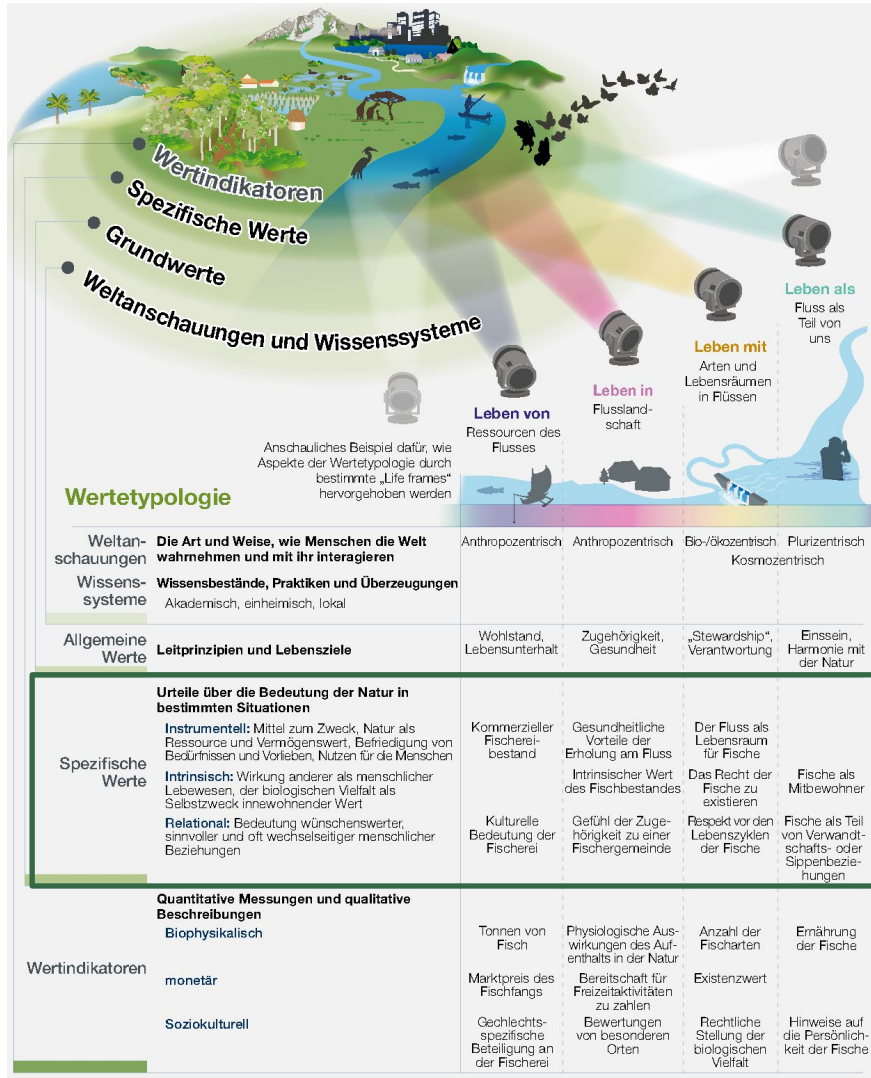 Wertindikatoren
Spezifische Werte
Grundwerte
Weltanschauungen und Wissenssysteme
Leben als
Fluss als
Teil von
uns
Leben mit
Arten und
Lebensräumen
in Flüssen
Leben in
Flussland-
schaft
Leben von
Ressourcen des
Flusses
Anschauliches Beispiel dafür, wie
Aspekte der Wertetypologie durch
bestimmte „Life frames“
hervorgehoben werden
Wertetypologie
Weltan-
schauungen
Die Art und Weise, wie Menschen die Welt
wahrnehmen und mit ihr interagieren
Anthropozentrisch
Anthropozentrisch
Bio-/ökozentrisch
Plurizentrisch
Kosmozentrisch
Wissens-
systeme
Wissensbestände, Praktiken und Überzeugungen
Akademisch, einheimisch, lokal
Allgemeine
Werte
Leitprinzipien und Lebensziele
Wohlstand,
Lebensunterhalt
Zugehörigkeit,
Gesundheit
„Stewardship“,
Verantwortung
Einssein,
Harmonie mit
der Natur
Spezifische
Werte
Urteile über die Bedeutung der Natur in
bestimmten Situationen
Instrumentell: Mittel zum Zweck, Natur als
Ressource und Vermögenswert, Befriedigung von
Bedürfnissen und Vorlieben, Nutzen für die Menschen
Kommerzieller
Fischerei-
bestand
Gesundheitliche
Vorteile der
Erholung am Fluss
Der Fluss als
Lebensraum
für Fische
Intrinsisch: Wirkung anderer als menschlicher
Lebewesen, der biologischen Vielfalt als
Selbstzweck innewohnender Wert
Intrinsischer Wert
des Fischbestandes
Das Recht der
Fische zu
existieren
Fische als
Mitbewohner
Relational: Bedeutung wünschenswerter,
sinnvoller und oft wechselseitiger menschlicher
Beziehungen
Kulturelle
Bedeutung der
Fischerei
Gefühl der Zuge-
hörigkeit zu einer
Fischergemeinde
Respekt vor den
Lebenszyklen
der Fische
Fische als Teil
von Verwandt-
schafts- oder
Sippenbezie-
hungen
Wertindikatoren
Quantitative Messungen und qualitative
Beschreibungen
Biophysikalisch
Tonnen von
Fisch
Physiologische Aus-
wirkungen des Auf-
enthalts in der Natur
Anzahl der
Fischarten
Ernährung
der Fische
monetär
Marktpreis des
Fischfangs
Bereitschaft für
Freizeitaktivitäten
zu zahlen
Existenzwert
Soziokulturell
Gechlechts-
spezifische
Beteiligung an
der Fischerei
Bewertungen
von besonderen
Orten
Rechtliche
Stellung der
biologischen
Vielfalt
Hinweise auf
die Persönlich-
keit der Fische